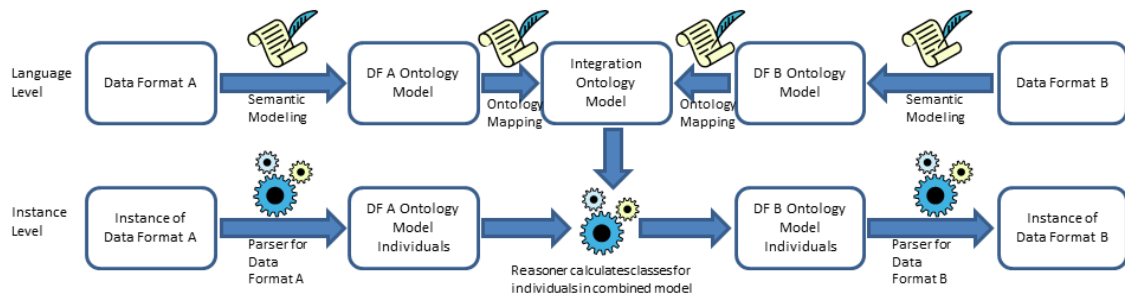 Language
Level
Data Format A
Semantic
Modeling
DF A Ontology
Model
Ontology
Mapping
Integration
Ontology
Model
Ontology
Mapping
DF B Ontology
Model
Semantic
Modeling
Data Format B
Instance
Level
Instance of
Data Format A
Parser for
Data
Format A
DF A Ontology
Model
Individuals
Reasoner calculates classes for
individuals in combined model
DF B Ontology
Model
Individuals
Parser for
Data
Format B
Instance of
Data Format B